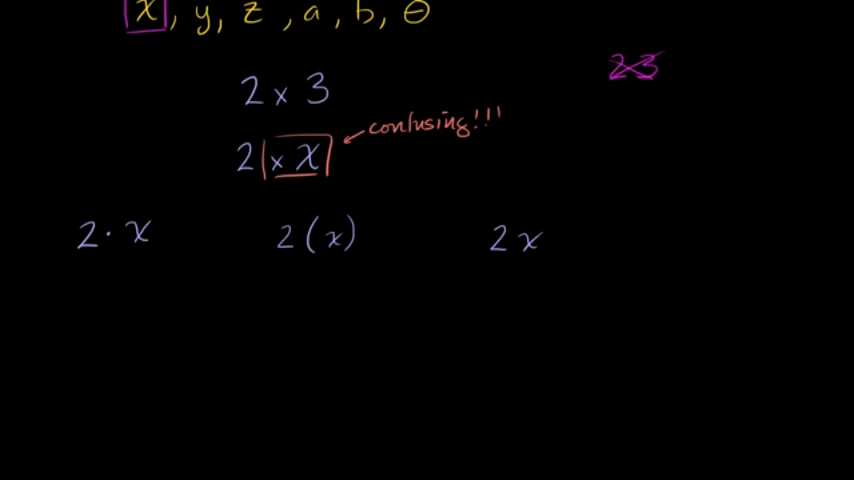 x, y, z, a, b, θ
2 × 3
23
2 × x
confusing!!!
2 · x
2(x)
2x